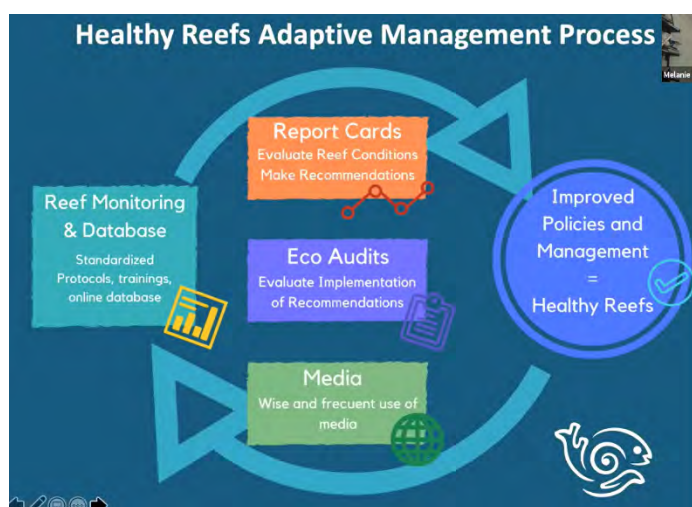 Healthy Reefs Adaptive Management Process
Melanie
Report Cards
Evaluate Reef Conditions
Make Recommendations
Reef Monitoring
& Database
Standardized
Protocols, trainings,
online database
Eco Audits
Evaluate Implementation
of Recommendations
Media
Wise and frecuent use of
media
Improved
Policies and
Management
=
Healthy Reefs